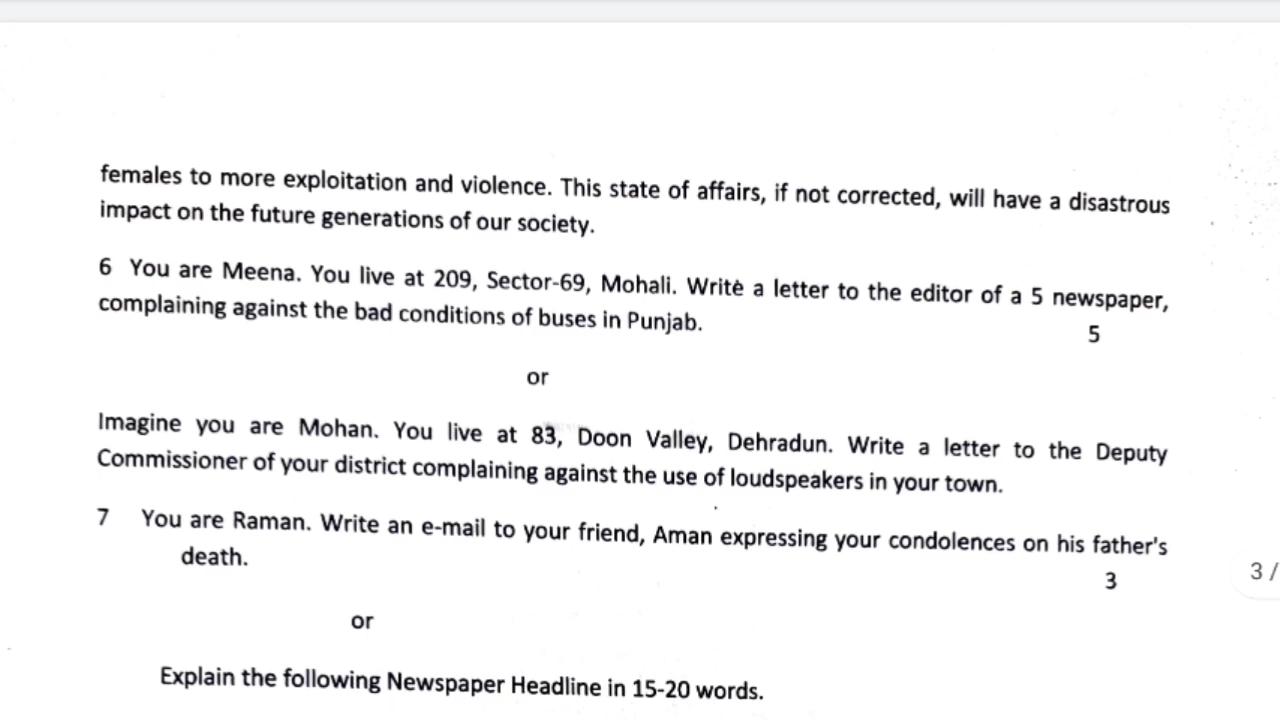 females to more exploitation and violence. This state of affairs, if not corrected, will have a disastrous
impact on the future generations of our society.
6 You are Meena. You live at 209, Sector-69, Mohali. Write a letter to the editor of a 5 newspaper,
complaining against the bad conditions of buses in Punjab.
5
or
Imagine you are Mohan. You live at 83, Doon Valley, Dehradun. Write a letter to the Deputy
Commissioner of your district complaining against the use of loudspeakers in your town.
7 You are Raman. Write an e-mail to your friend, Aman expressing your condolences on his father's
death.
3
3 /
or
Explain the following Newspaper Headline in 15-20 words.